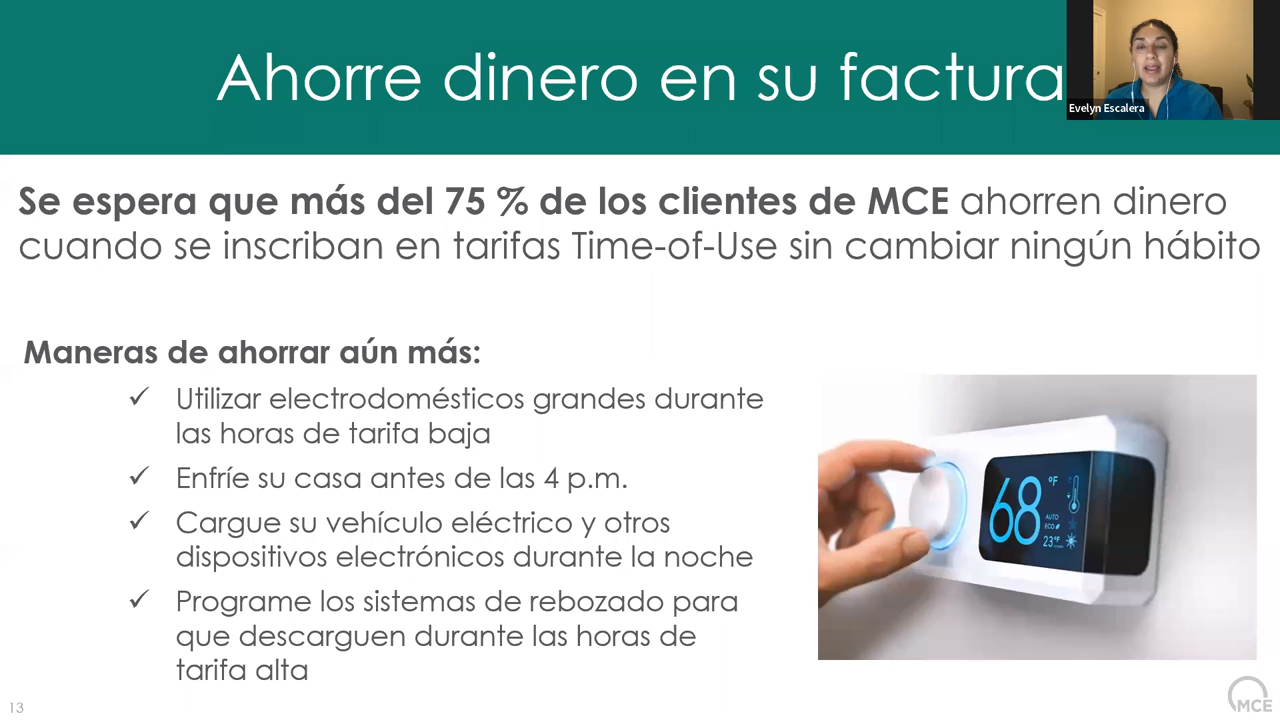 Ahorre dinero en su factura
Evelyn Escalera
Se espera que más del 75 % de los clientes de MCE ahorren dinero
cuando se inscriban en tarifas Time-of-Use sin cambiar ningún hábito
Maneras de ahorrar aún más:
✓ Utilizar electrodomésticos grandes durante
las horas de tarifa baja
✓ Enfríe su casa antes de las 4 p.m.
✓ Cargue su vehículo eléctrico y otros
dispositivos electrónicos durante la noche
✓ Programe los sistemas de rebozado para
que descarguen durante las horas de
tarifa alta
68 °F
AUTO
ECO
23°F
13
MCE